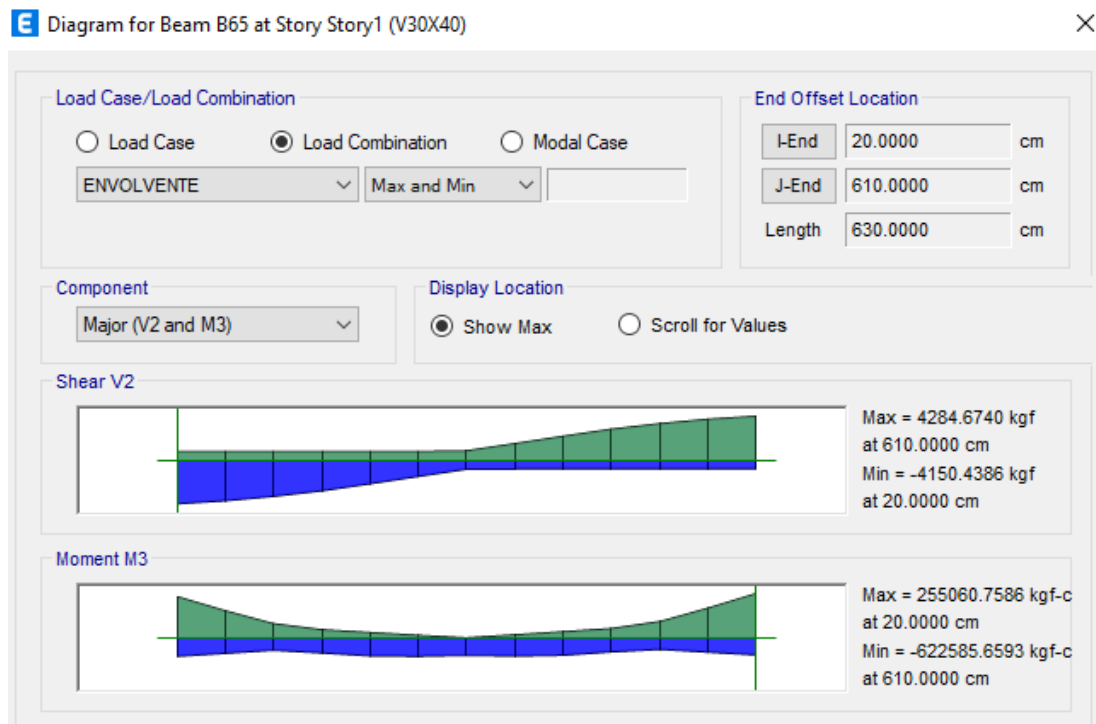 E Diagram for Beam B65 at Story Story1 (V30X40)
Load Case/Load Combination
Load Case Load Combination Modal Case
ENVOLVENTE Max and Min
End Offset Location
I-End 20.0000 cm
J-End 610.0000 cm
Length 630.0000 cm
Component
Major (V2 and M3)
Display Location
Show Max Scroll for Values
Shear V2
Max = 4284.6740 kgf
at 610.0000 cm
Min = -4150.4386 kgf
at 20.0000 cm
Moment M3
Max = 255060.7586 kgf-c
at 20.0000 cm
Min = -622585.6593 kgf-c
at 610.0000 cm